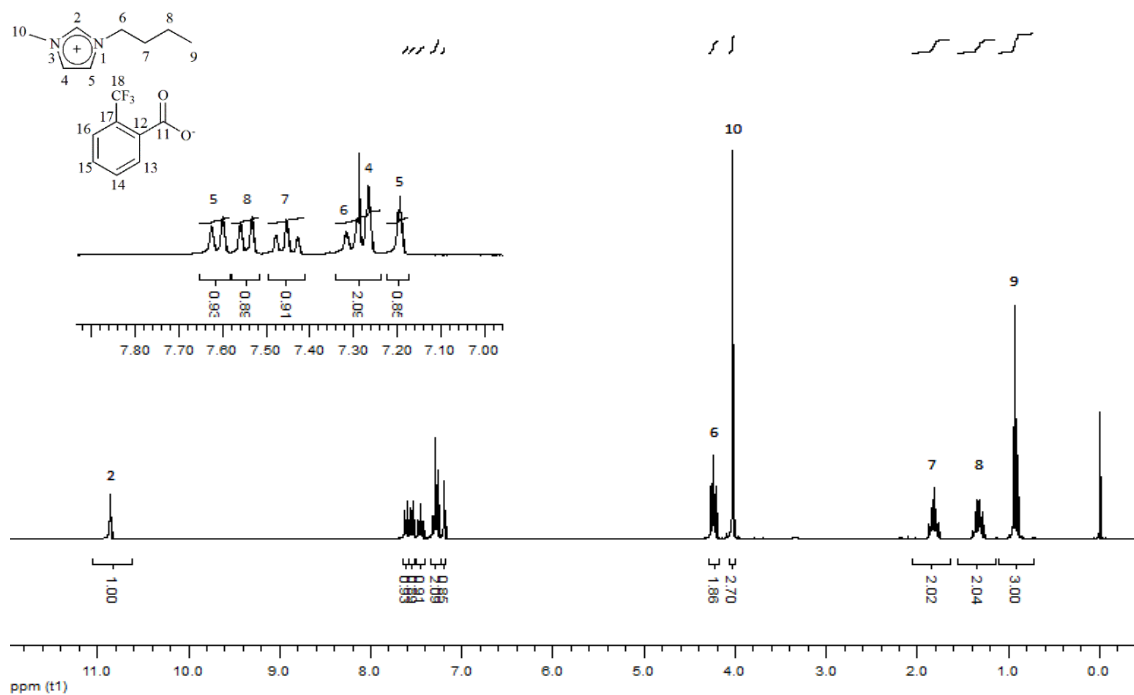 10 2 6 8
N N
3 + 1 7 9
4 5
18
CF3 O
17 12
16 11 O-
15 13
14
5 8 7 6 4 5
0.91 2.0
7.80 7.70 7.60 7.50 7.40 7.30 7.20 7.10 7.00
2 6 10 7 8 9
1.00 0.93 0.91 2.08 0.85 1.86 2.70 2.02 2.04 3.00
11.0 10.0 9.0 8.0 7.0 6.0 5.0 4.0 3.0 2.0 1.0 0.0
ppm (t1)